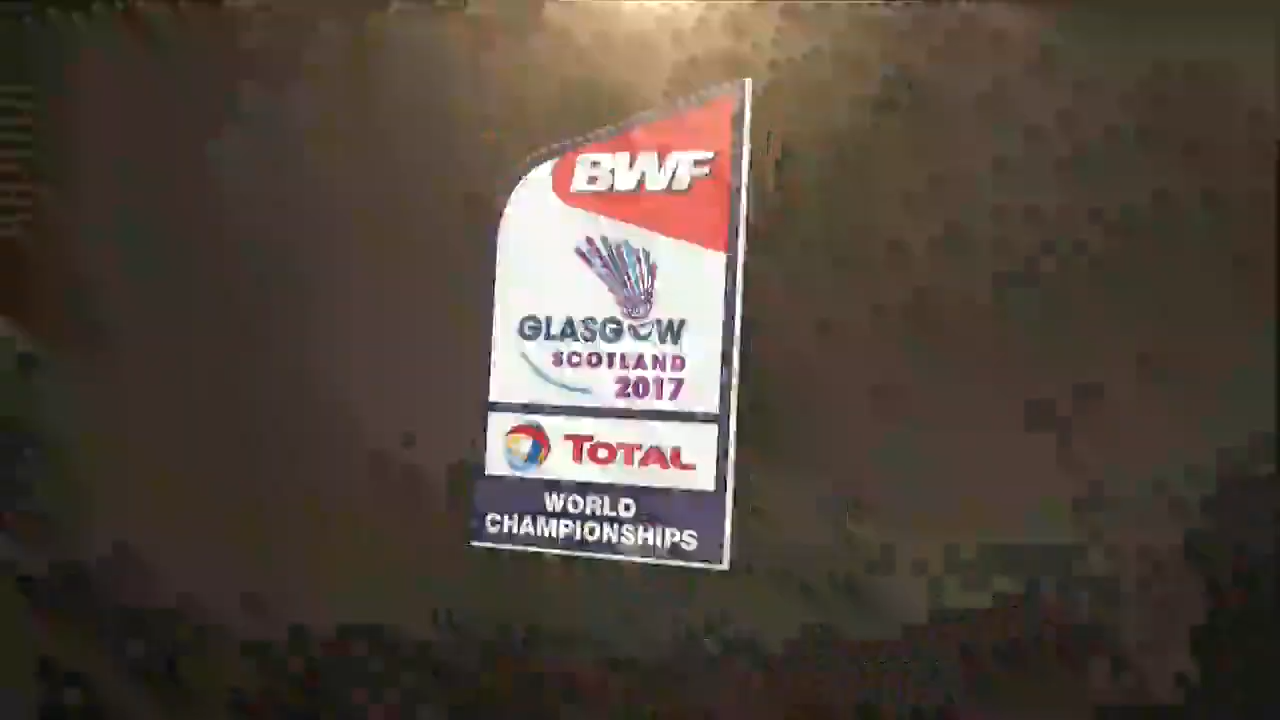 BWF
GLASGOW
SCOTLAND
2017
TOTAL
WORLD
CHAMPIONSHIPS